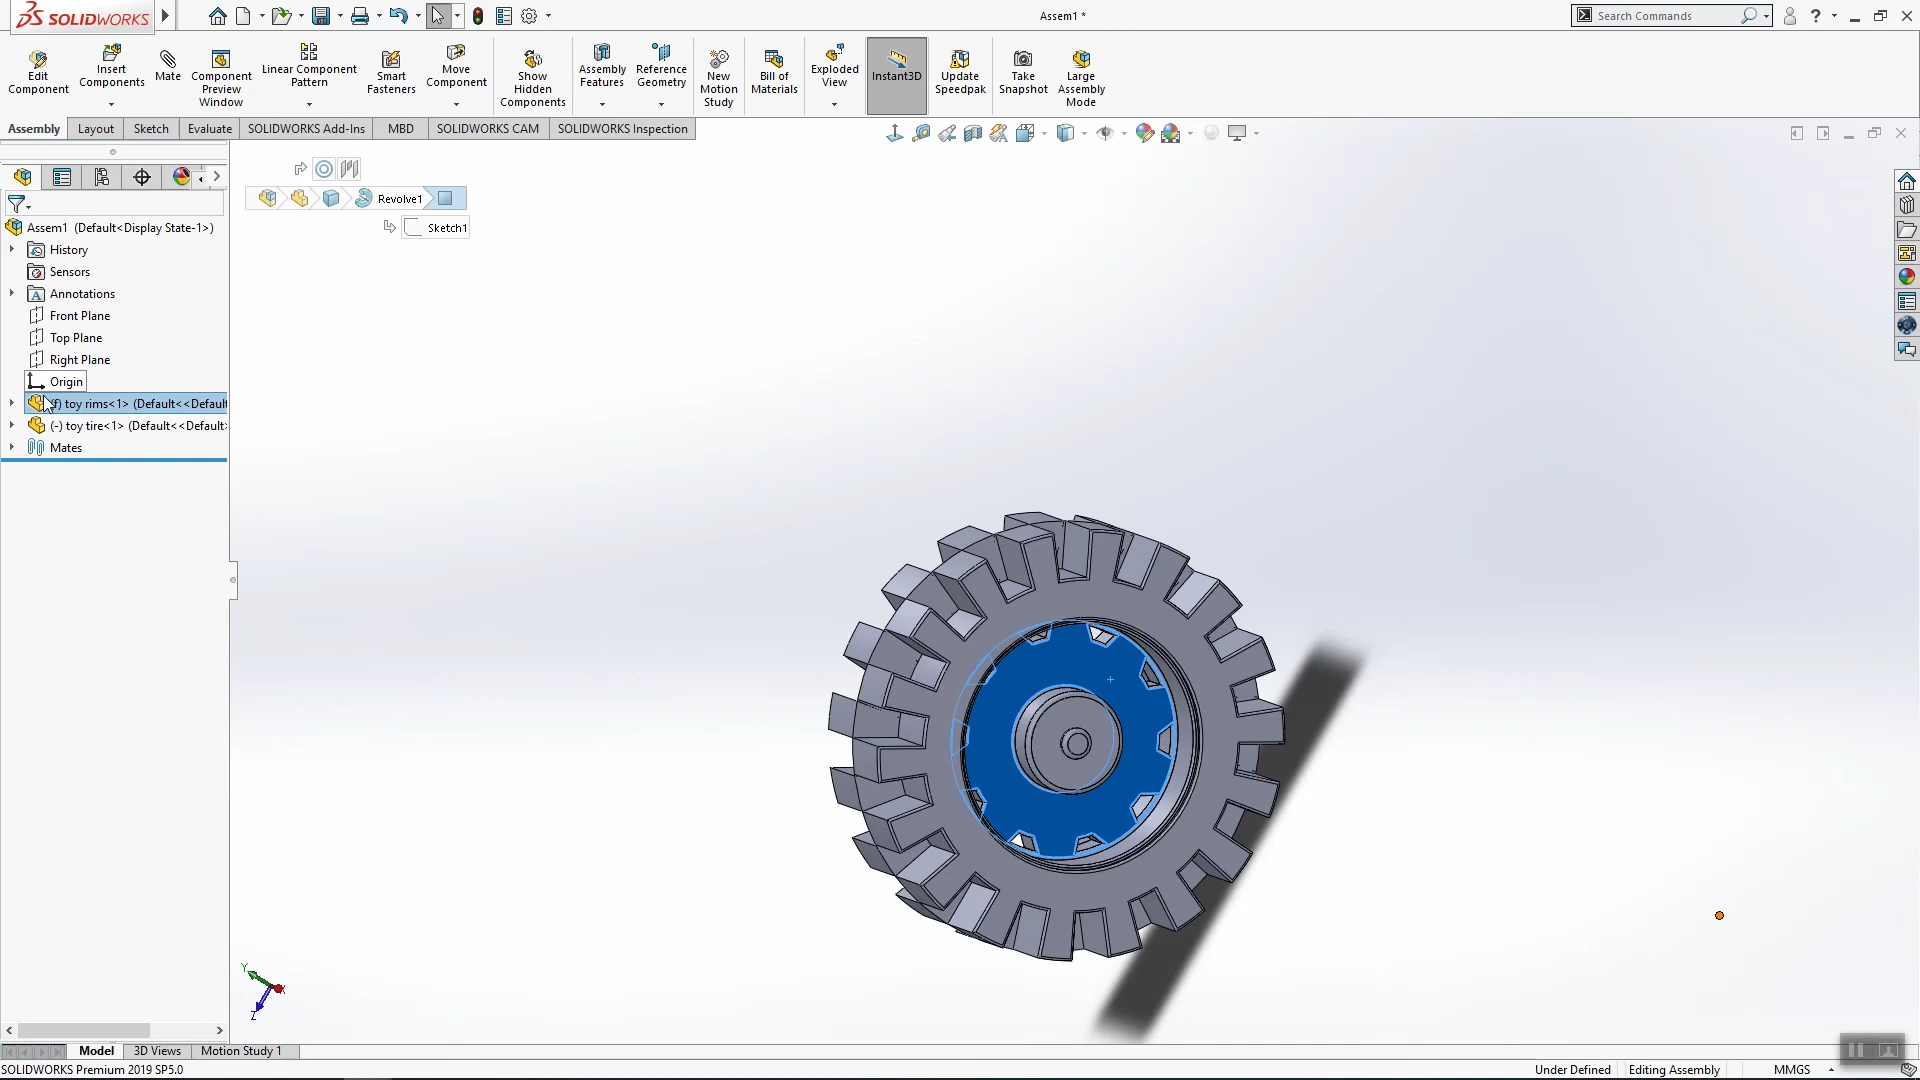 SOLIDWORKS
Assem1 *
Search Commands
?
Edit Component
Insert Components
Mate
Component Preview Window
Linear Component Pattern
Smart Fasteners
Move Component
Show Hidden Components
Assembly Features
Reference Geometry
New Motion Study
Bill of Materials
Exploded View
Instant3D
Update Speedpak
Take Snapshot
Large Assembly Mode
Assembly
Layout
Sketch
Evaluate
SOLIDWORKS Add-Ins
MBD
SOLIDWORKS CAM
SOLIDWORKS Inspection
Revolve1
Sketch1
Assem1 (Default<Display State-1>)
History
Sensors
Annotations
Front Plane
Top Plane
Right Plane
Origin
(f) toy rims<1> (Default<<Default
(-) toy tire<1> (Default<<Default>
Mates
Y
X
Z
Model
3D Views
Motion Study 1
SOLIDWORKS Premium 2019 SP5.0
Under Defined
Editing Assembly
MMGS